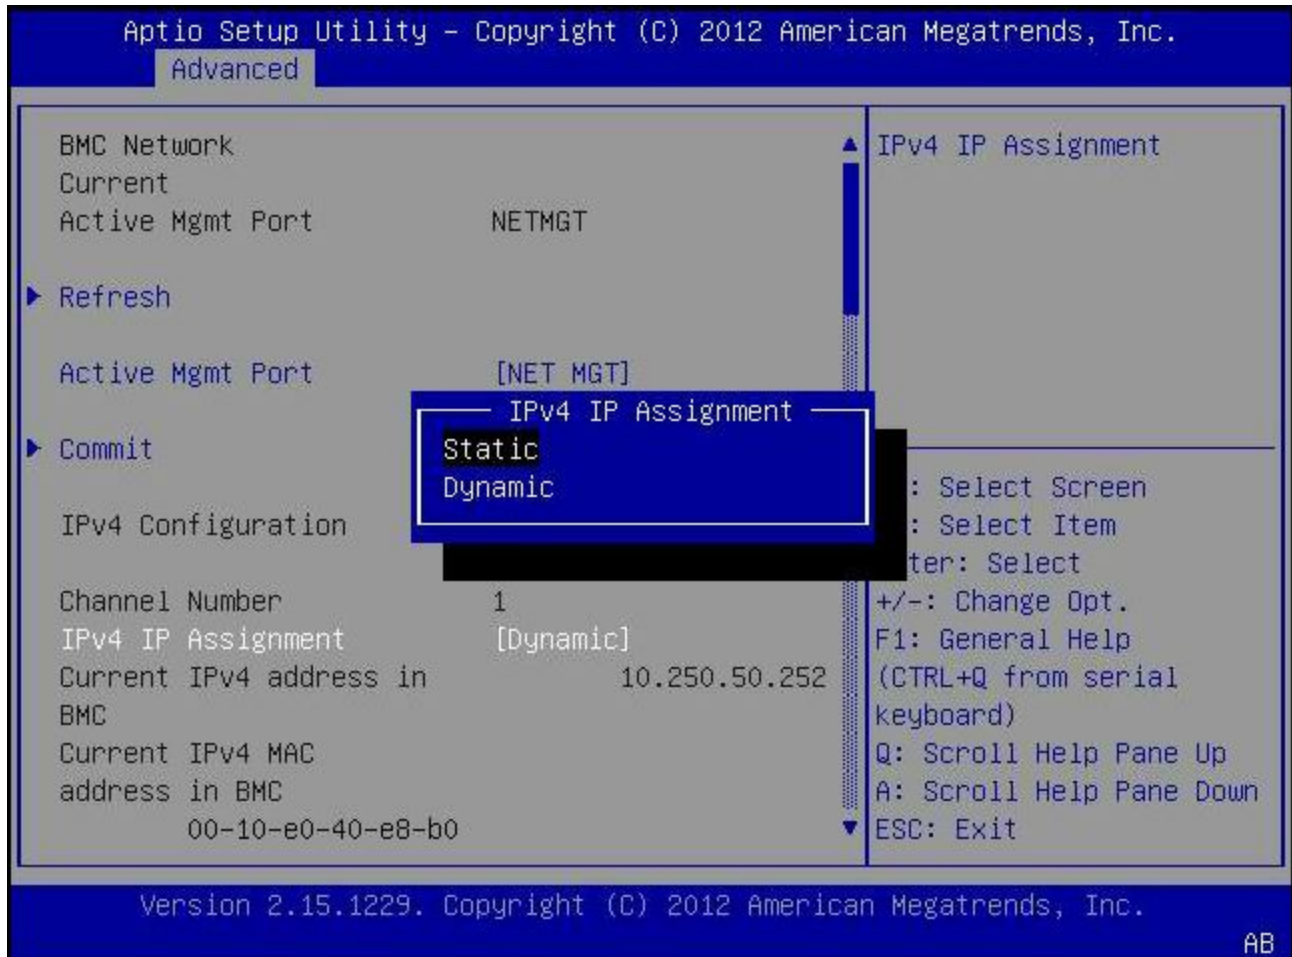 Aptio Setup Utility – Copyright (C) 2012 American Megatrends, Inc.
Advanced
BMC Network
Current
Active Mgmt Port NETMGT
Refresh
Active Mgmt Port [NET MGT]
Commit
IPv4 Configuration
Channel Number 1
IPv4 IP Assignment [Dynamic]
Current IPv4 address in 10.250.50.252
BMC
Current IPv4 MAC
address in BMC
00-10-e0-40-e8-b0
IPv4 IP Assignment
Static
Dynamic
IPv4 IP Assignment
: Select Screen
: Select Item
ter: Select
+/-: Change Opt.
F1: General Help
(CTRL+Q from serial
keyboard)
Q: Scroll Help Pane Up
A: Scroll Help Pane Down
ESC: Exit
Version 2.15.1229. Copyright (C) 2012 American Megatrends, Inc.
AB